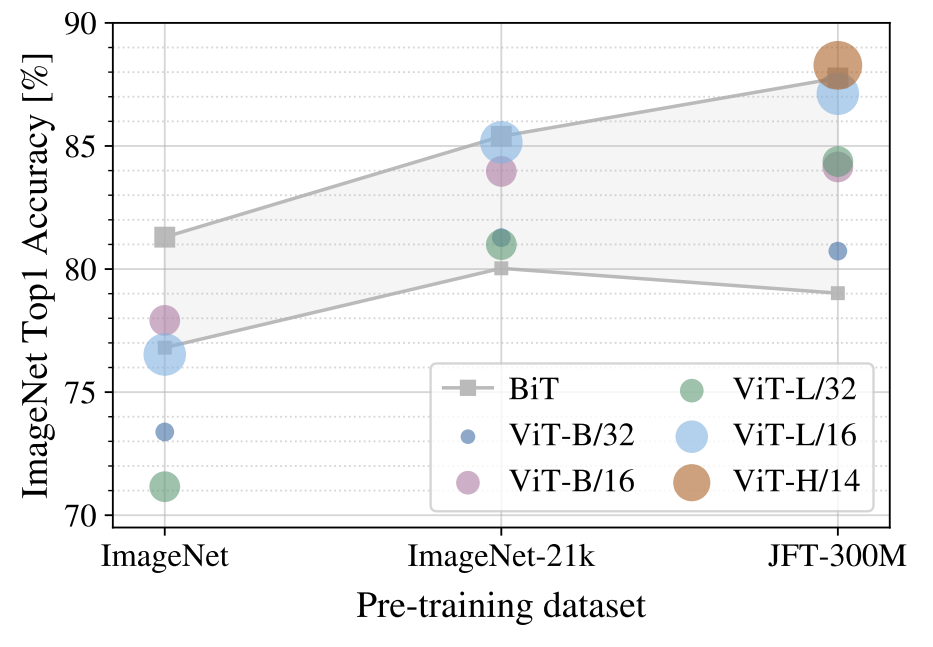 90
85
80
75
70
ImageNet Top1 Accuracy [%]
BiT
ViT-B/32
ViT-B/16
ViT-L/32
ViT-L/16
ViT-H/14
ImageNet
ImageNet-21k
JFT-300M
Pre-training dataset